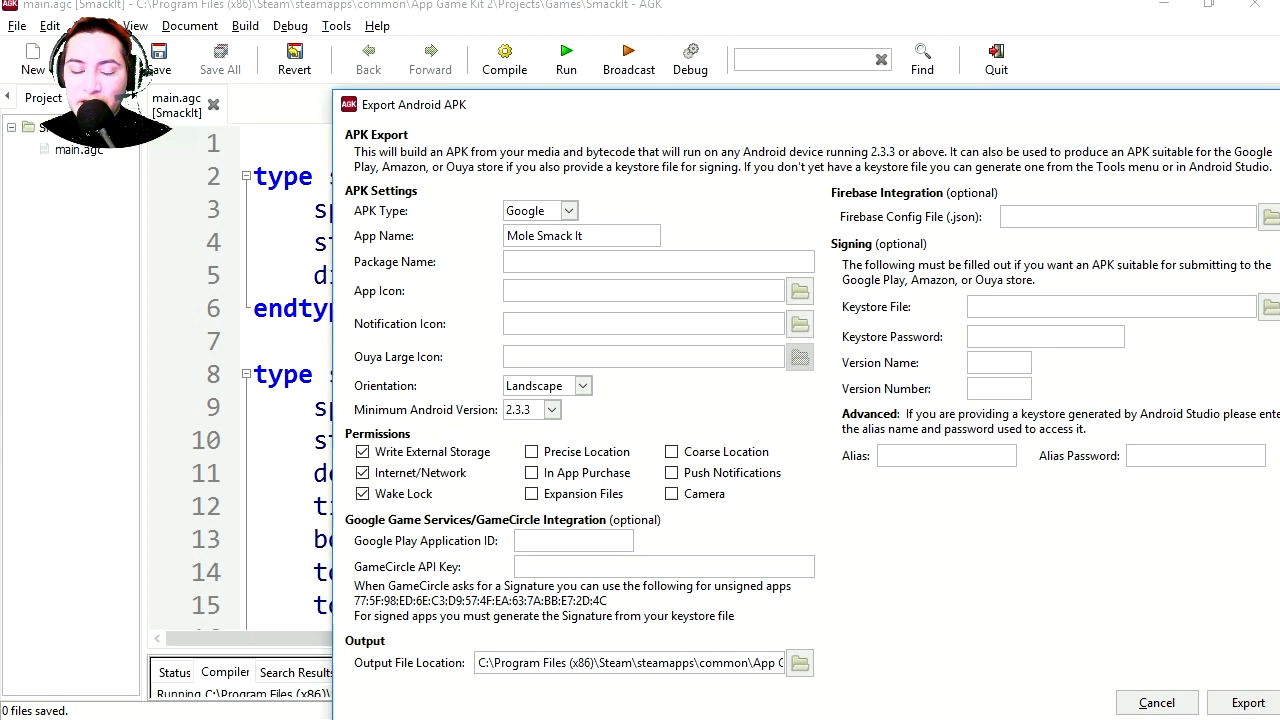 main.agc [SmackIt] - C:\Program Files (x86)\Steam\steamapps\common\App Game Kit 2\Projects\Games\SmackIt - AGK
File Edit View Document Build Debug Tools Help
New Save All Revert Back Forward Compile Run Broadcast Debug Find Quit
Project
main.agc
main.agc
[SmackIt]
1
2 type
3
4
5
6
7
8 type
9
10
11
12
13
14
15
AGK Export Android APK
APK Export
This will build an APK from your media and bytecode that will run on any Android device running 2.3.3 or above. It can also be used to produce an APK suitable for the Google
Play, Amazon, or Ouya store if you also provide a keystore file for signing. If you don't yet have a keystore file you can generate one from the Tools menu or in Android Studio.
APK Settings
APK Type: Google
App Name: Mole Smack It
Package Name:
App Icon:
Notification Icon:
Ouya Large Icon:
Orientation: Landscape
Minimum Android Version: 2.3.3
Permissions
Write External Storage Precise Location Coarse Location
Internet/Network In App Purchase Push Notifications
Wake Lock Expansion Files Camera
Google Game Services/GameCircle Integration (optional)
Google Play Application ID:
GameCircle API Key:
When GameCircle asks for a Signature you can use the following for unsigned apps
77:5F:98:ED:6E:C3:D9:57:4F:EA:63:7A:BB:E7:2D:4C
For signed apps you must generate the Signature from your keystore file
Output
Output File Location: C:\Program Files (x86)\Steam\steamapps\common\App
Firebase Integration (optional)
Firebase Config File (.json):
Signing (optional)
The following must be filled out if you want an APK suitable for submitting to the
Google Play, Amazon, or Ouya store.
Keystore File:
Keystore Password:
Version Name:
Version Number:
Advanced: If you are providing a keystore generated by Android Studio please
the alias name and password used to access it.
Alias: Alias Password:
Cancel Export
Status Compiler Search Results
Running C:\Program Files (x86)\
0 files saved.